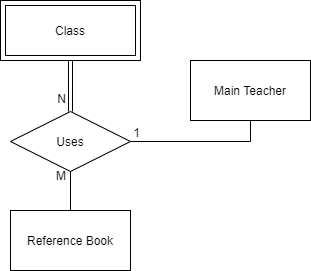 Class
Main Teacher
N
1
Uses
M
Reference Book